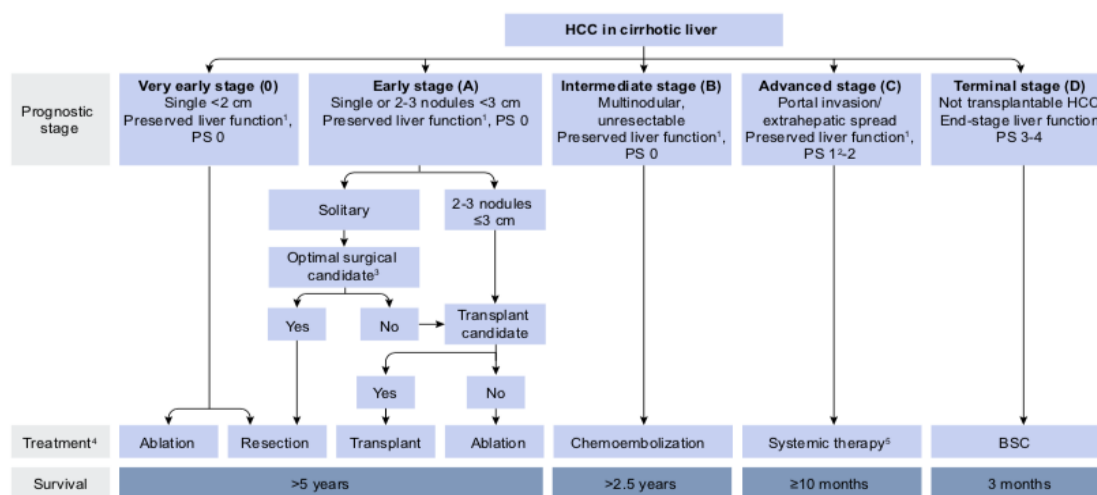 HCC in cirrhotic liver
Prognostic
stage
Very early stage (0)
Single <2 cm
Preserved liver function¹,
PS 0
Early stage (A)
Single or 2-3 nodules <3 cm
Preserved liver function¹, PS 0
Intermediate stage (B)
Multinodular,
unresectable
Preserved liver function¹,
PS 0
Advanced stage (C)
Portal invasion/
extrahepatic spread
Preserved liver function¹,
PS 1²-2
Terminal stage (D)
Not transplantable HCC
End-stage liver function
PS 3-4
Solitary
2-3 nodules
≤3 cm
Optimal surgical
candidate³
Yes
No
Transplant
candidate
Yes
No
Treatment⁴
Ablation
Resection
Transplant
Ablation
Chemoembolization
Systemic therapy⁵
BSC
Survival
>5 years
>2.5 years
≥10 months
3 months